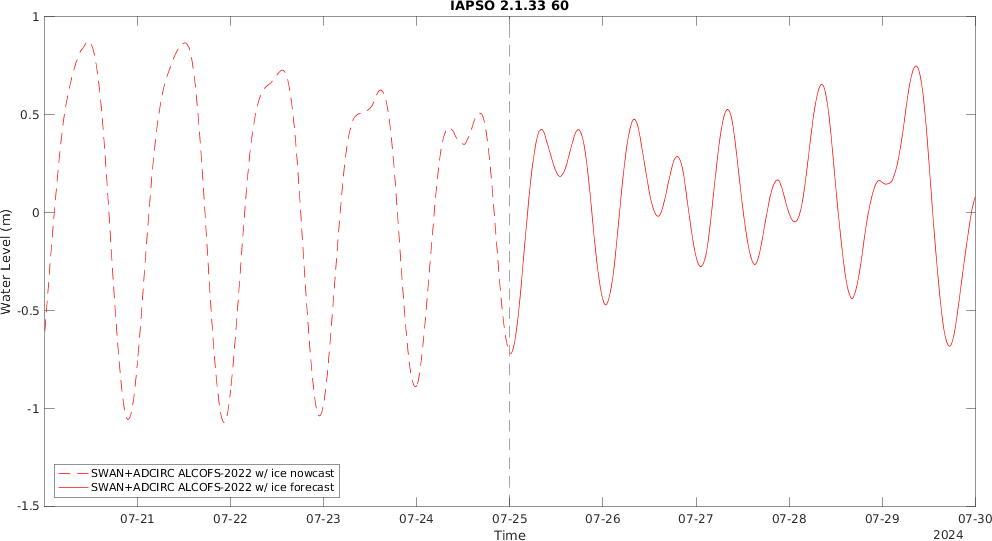 IAPSO 2.1.33 60
1
0.5
0
-0.5
-1
-1.5
Water Level (m)
SWAN+ADCIRC ALCOFS-2022 w/ ice nowcast
SWAN+ADCIRC ALCOFS-2022 w/ ice forecast
07-21 07-22 07-23 07-24 07-25 07-26 07-27 07-28 07-29 07-30
Time
2024